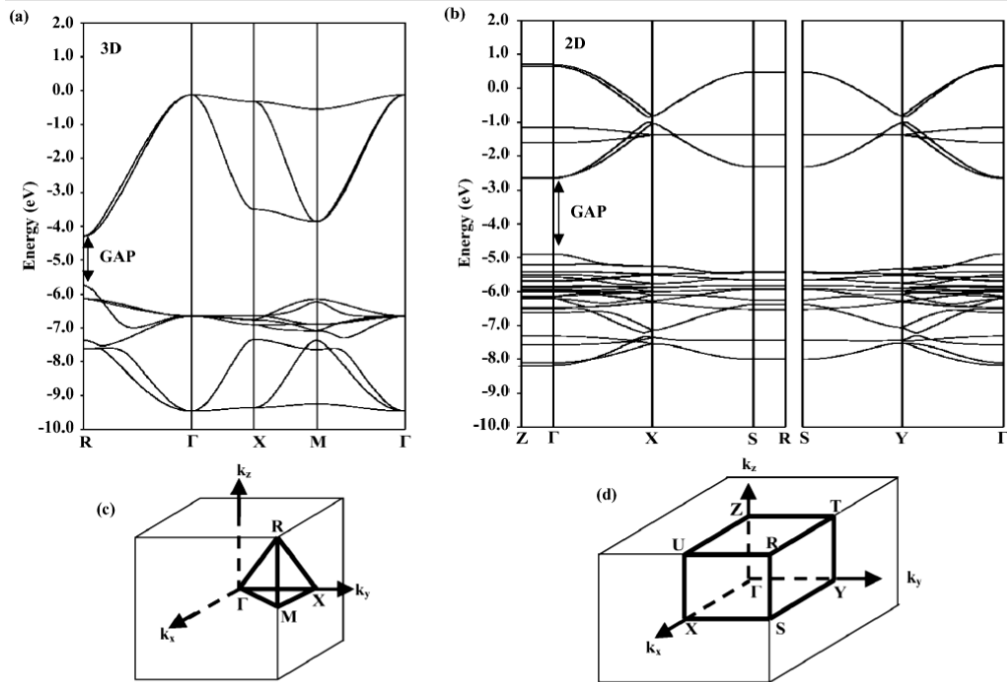 (a)
3D
2.0
1.0
0.0
-1.0
-2.0
-3.0
-4.0
-5.0
-6.0
-7.0
-8.0
-9.0
-10.0
Energy (eV)
GAP
R Γ X M Γ
(b)
2D
2.0
1.0
0.0
-1.0
-2.0
-3.0
-4.0
-5.0
-6.0
-7.0
-8.0
-9.0
-10.0
Energy (eV)
GAP
Z Γ X S R S Y Γ
(c)
kz
R
Γ X ky
M
kx
(d)
kz
Z T
U R
Γ Y ky
X S
kx